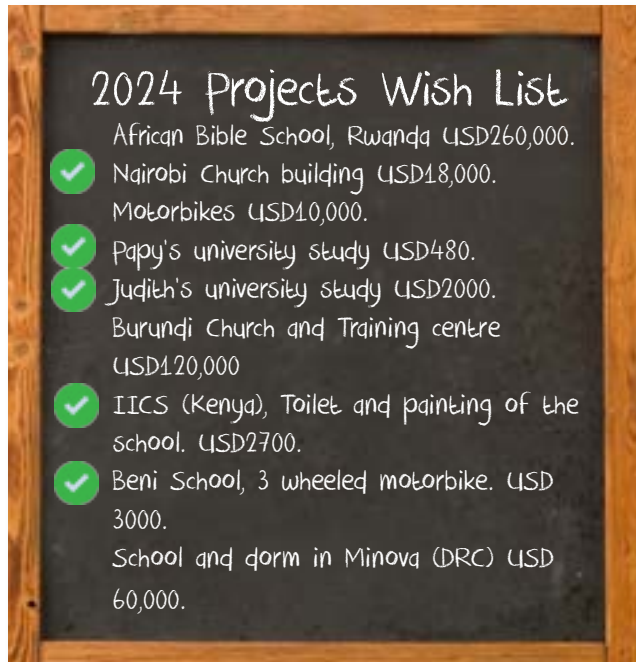 2024 Projects Wish List
African Bible School, Rwanda USD260,000.
Nairobi Church building USD18,000.
Motorbikes USD10,000.
Papy's university study USD480.
Judith's university study USD2000.
Burundi Church and Training centre
USD120,000
IICS (Kenya), Toilet and painting of the
school. USD2700.
Beni School, 3 wheeled motorbike. USD
3000.
School and dorm in Minova (DRC) USD
60,000.